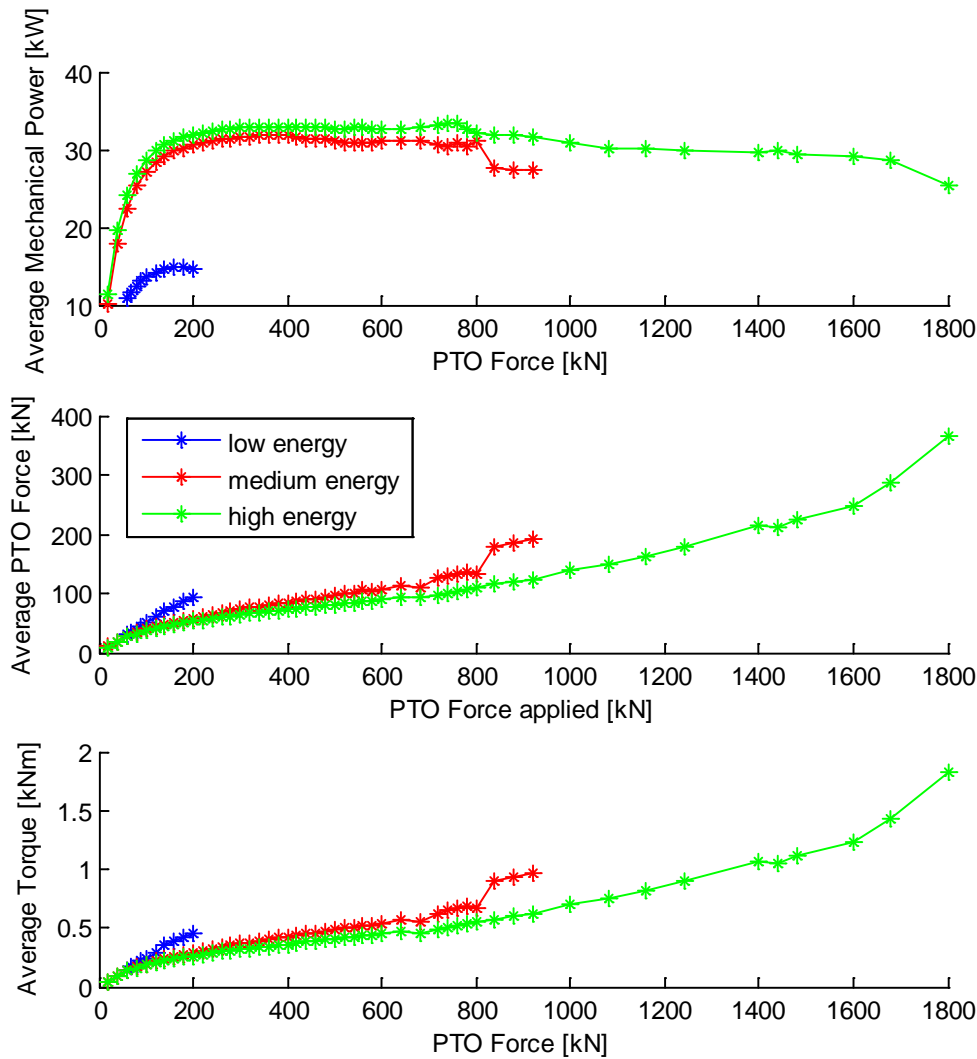 Average Mechanical Power [kW]
40
30
20
10
0 200 400 600 800 1000 1200 1400 1600 1800
PTO Force [kN]
Average PTO Force [kN]
400
300
200
100
0
low energy
medium energy
high energy
0 200 400 600 800 1000 1200 1400 1600 1800
PTO Force applied [kN]
Average Torque [kNm]
2
1.5
1
0.5
0
0 200 400 600 800 1000 1200 1400 1600 1800
PTO Force [kN]